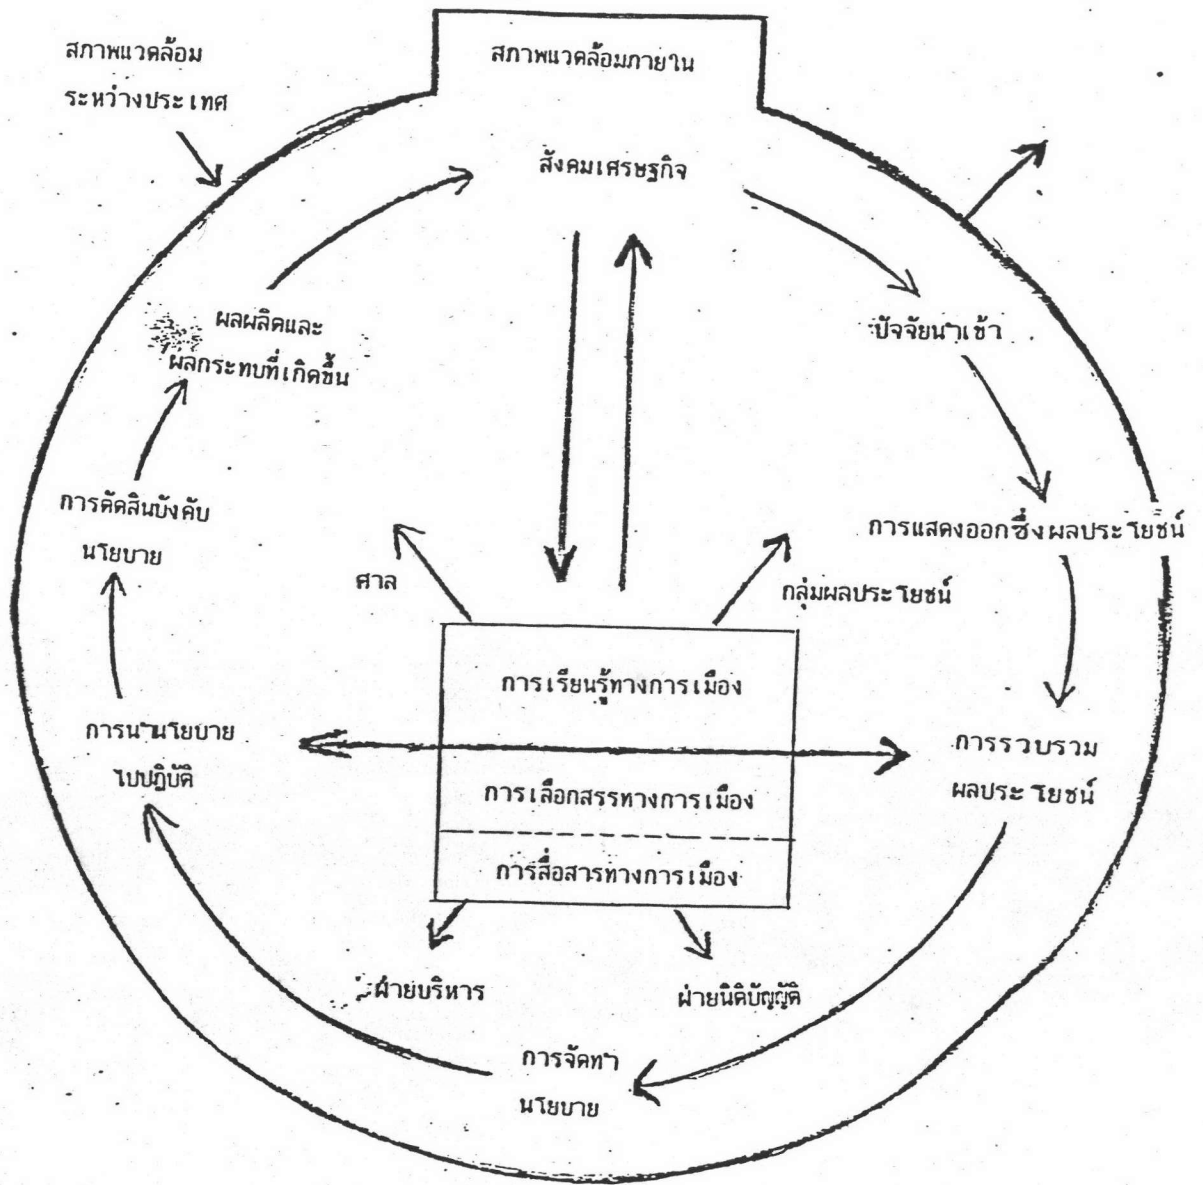 สภาพแวดล้อม
ระหว่างประเทศ
สภาพแวดล้อมภายใน
สังคมเศรษฐกิจ
ผลผลิตและ
ผลกระทบที่เกิดขึ้น
ปัจจัยนำเข้า
การตัดสินบังคับ
นโยบาย
การแสดงออกซึ่งผลประโยชน์
ศาล
กลุ่มผลประโยชน์
การเรียนรู้ทางการเมือง
การนำนโยบาย
ไปปฏิบัติ
การรวบรวม
ผลประโยชน์
การเลือกสรรทางการเมือง
การสื่อสารทางการเมือง
ฝ่ายบริหาร
ฝ่ายนิติบัญญัติ
การจัดทำ
นโยบาย